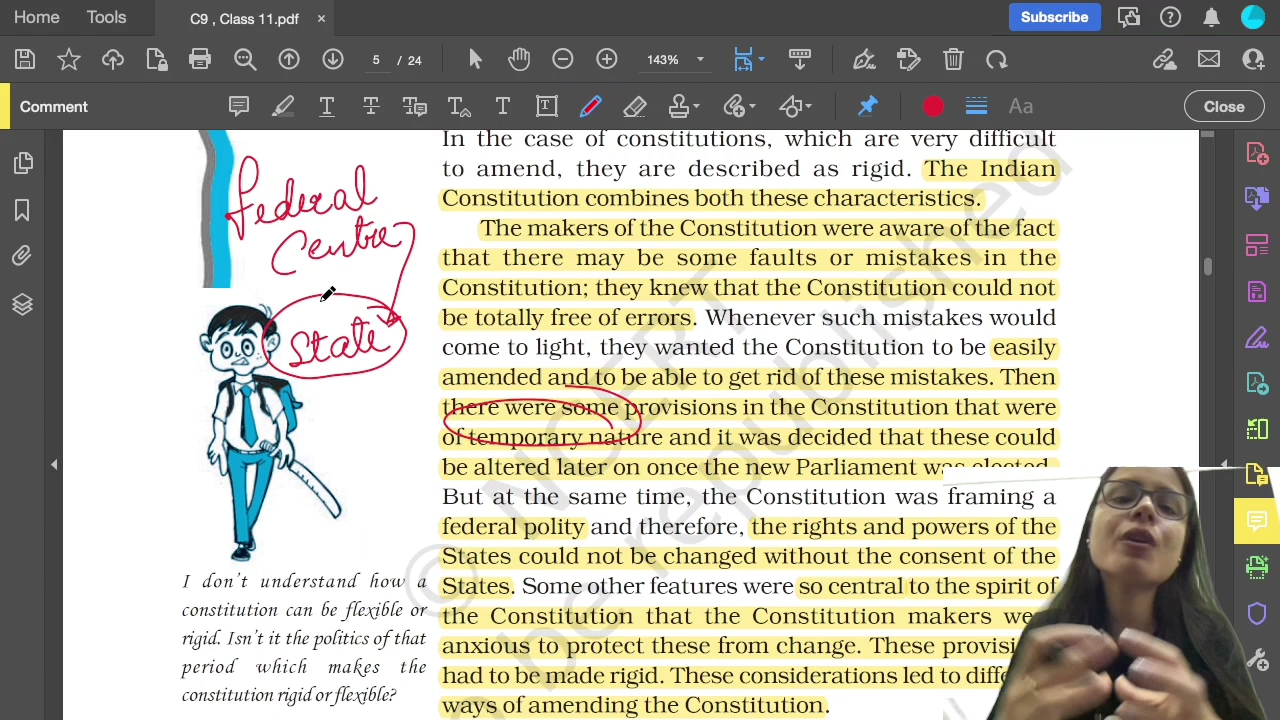 Home Tools C9 , Class 11.pdf × Subscribe
5 / 24 143%
Comment Aa Close
In the case of constitutions, which are very difficult
to amend, they are described as rigid. The Indian
Constitution combines both these characteristics.
The makers of the Constitution were aware of the fact
that there may be some faults or mistakes in the
Constitution; they knew that the Constitution could not
be totally free of errors. Whenever such mistakes would
come to light, they wanted the Constitution to be easily
amended and to be able to get rid of these mistakes. Then
there were some provisions in the Constitution that were
of temporary nature and it was decided that these could
be altered later on once the new Parliament was elected.
But at the same time, the Constitution was framing a
federal polity and therefore, the rights and powers of the
States could not be changed without the consent of the
States. Some other features were so central to the spirit of
the Constitution that the Constitution makers
anxious to protect these from change. These
had to be made rigid. These considerations led to
ways of amending the Constitution.
federal
Centre
State
I don't understand how a
constitution can be flexible or
rigid. Isn't it the politics of that
period which makes the
constitution rigid or flexible?
© NCERT
be republished